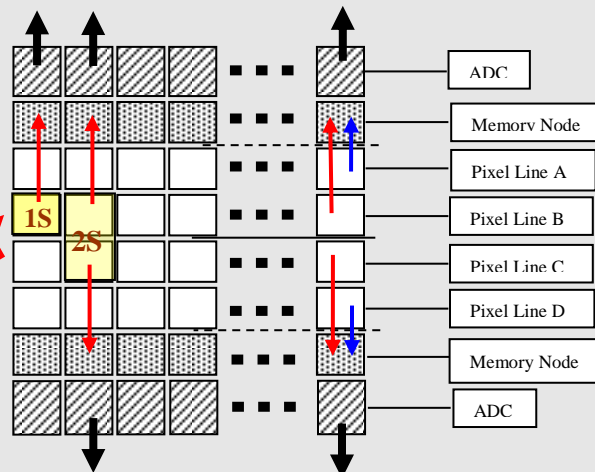 ADC
Memory Node
Pixel Line A
1S
Pixel Line B
2S
Pixel Line C
Pixel Line D
Memory Node
ADC